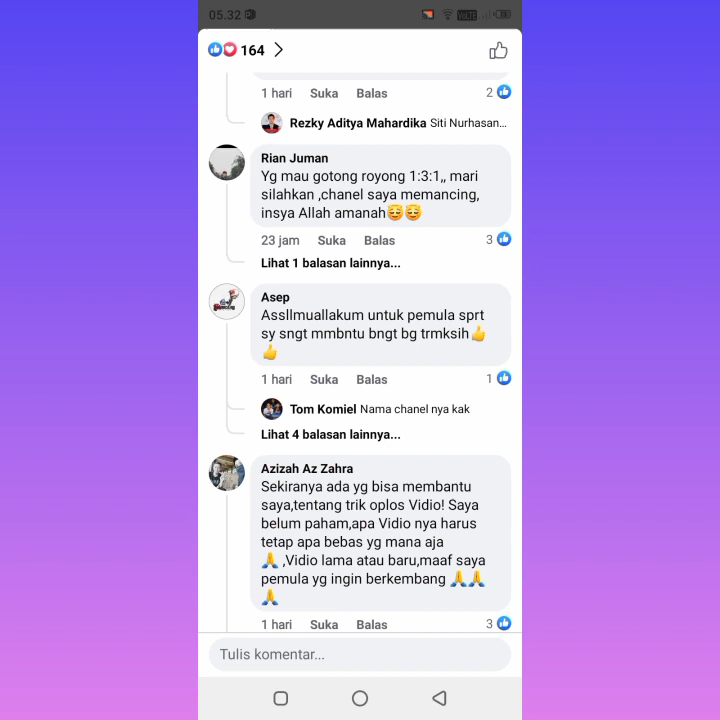 05.32
164
1 hari Suka Balas 2
Rezky Aditya Mahardika Siti Nurhasan...
Rian Juman
Yg mau gotong royong 1:3:1,, mari
silahkan ,chanel saya memancing,
insya Allah amanah😇😇
23 jam Suka Balas 3
Lihat 1 balasan lainnya...
Asep
Assllmuallakum untuk pemula sprt
sy sngt mmbntu bngt bg trmksih👍
👍
1 hari Suka Balas 1
Tom Komiel Nama chanel nya kak
Lihat 4 balasan lainnya...
Azizah Az Zahra
Sekiranya ada yg bisa membantu
saya,tentang trik oplos Vidio! Saya
belum paham,apa Vidio nya harus
tetap apa bebas yg mana aja
🙏 ,Vidio lama atau baru,maaf saya
pemula yg ingin berkembang 🙏🙏
🙏
1 hari Suka Balas 3
Tulis komentar...